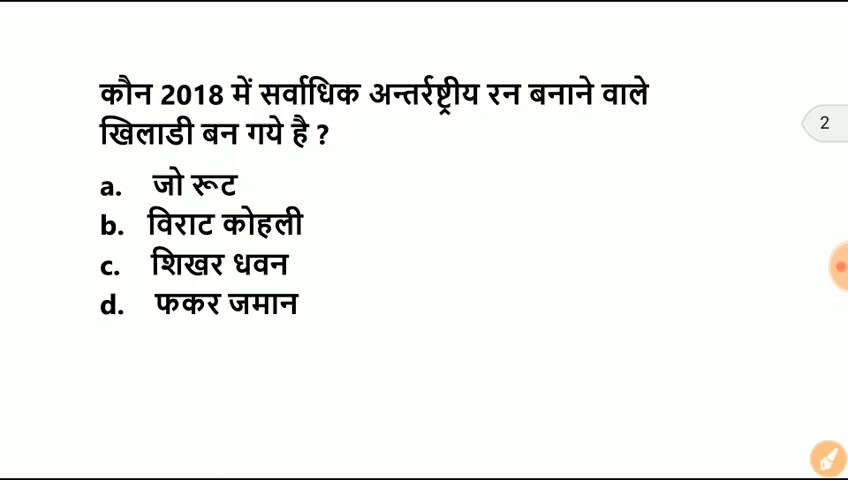 कौन 2018 में सर्वाधिक अन्तर्राष्ट्रीय रन बनाने वाले
खिलाडी बन गये है ?
a. जो रूट
b. विराट कोहली
c. शिखर धवन
d. फकर जमान
2